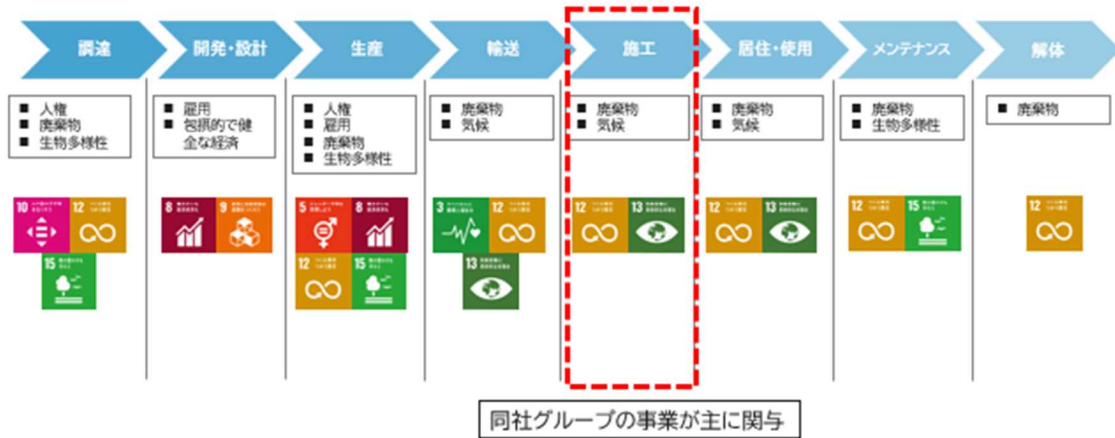 調達
開発・設計
生産
輸送
施工
居住・使用
メンテナンス
解体
■ 人権
■ 廃棄物
■ 生物多様性
■ 雇用
■ 包摂的で健
全な経済
■ 人権
■ 雇用
■ 廃棄物
■ 生物多様性
■ 廃棄物
■ 気候
■ 廃棄物
■ 気候
■ 廃棄物
■ 気候
■ 廃棄物
■ 生物多様性
■ 廃棄物
10
12
15
8
9
5
8
12
15
3
12
13
12
13
12
13
12
15
12
同社グループの事業が主に関与